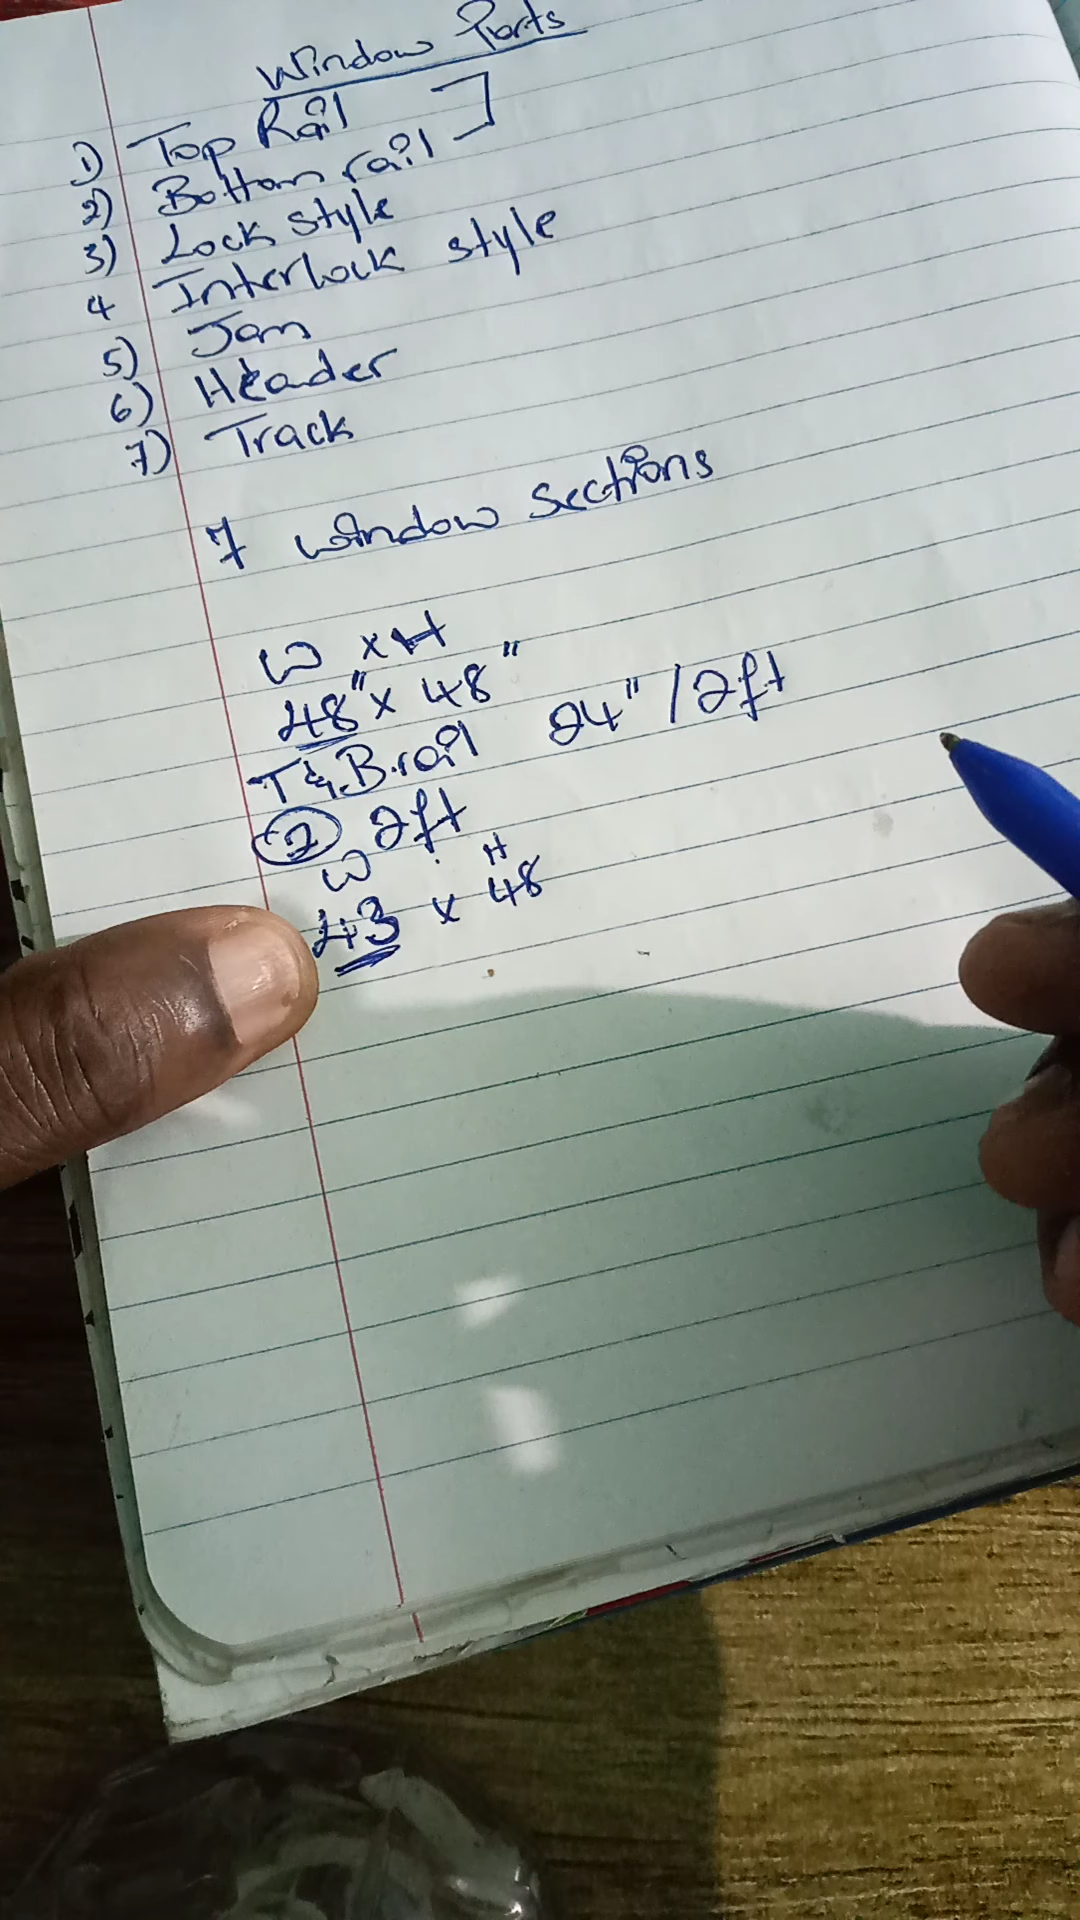 Window Parts
1) Top Rail
2) Bottom rail
3) Lock style
4 Interlock style
5) Jam
6) Header
7) Track
7 window sections
W x H
48" x 48"
T & B.rail 24" / 2ft
2 2ft
W H
43 x 48